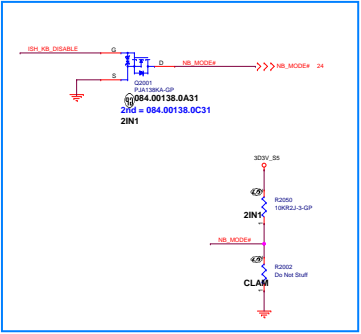 ISH_KB_DISABLE
G
S
D
NB_MODE#
NB_MODE# 24
Q2001
PJA138KA-GP
084.00138.0A31
2nd = 084.00138.0C31
2IN1
3D3V_S5
R2050
10KR2J-3-GP
2IN1
NB_MODE#
R2002
Do Not Stuff
CLAM